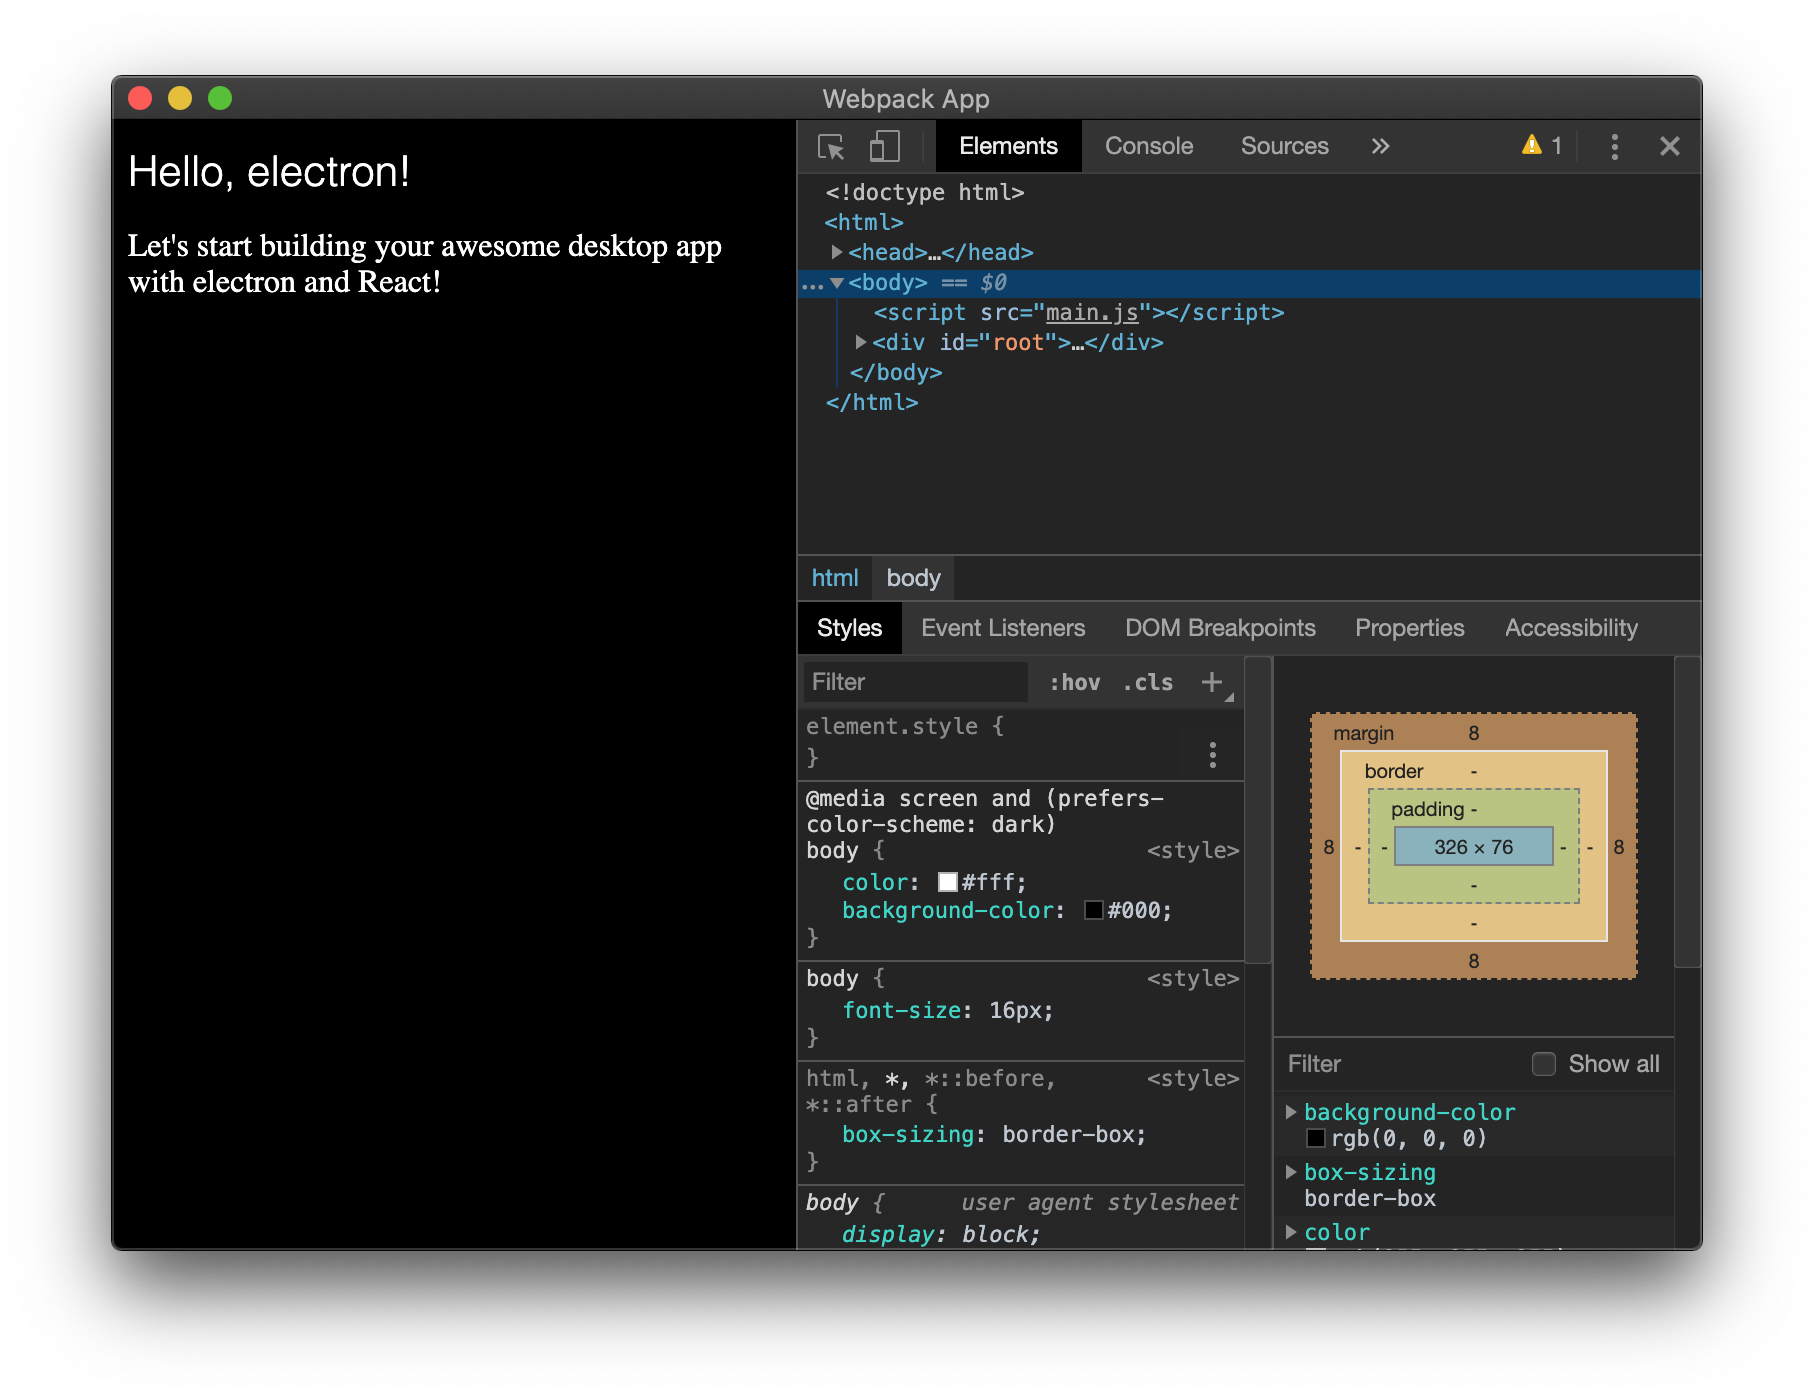 Webpack App
Hello, electron!
Let's start building your awesome desktop app
with electron and React!
Elements Console Sources » 1
<!doctype html>
<html>
<head>…</head>
… <body> == $0
<script src="main.js"></script>
<div id="root">…</div>
</body>
</html>
html body
Styles Event Listeners DOM Breakpoints Properties Accessibility
Filter :hov .cls +
element.style {
}
@media screen and (prefers-
color-scheme: dark)
body { <style>
color: #fff;
background-color: #000;
}
body { <style>
font-size: 16px;
}
html, *, *::before, <style>
*::after {
box-sizing: border-box;
}
body { user agent stylesheet
display: block;
margin 8
border -
padding -
8 - - 326 × 76 - - 8
-
-
8
Filter Show all
background-color
rgb(0, 0, 0)
box-sizing
border-box
color